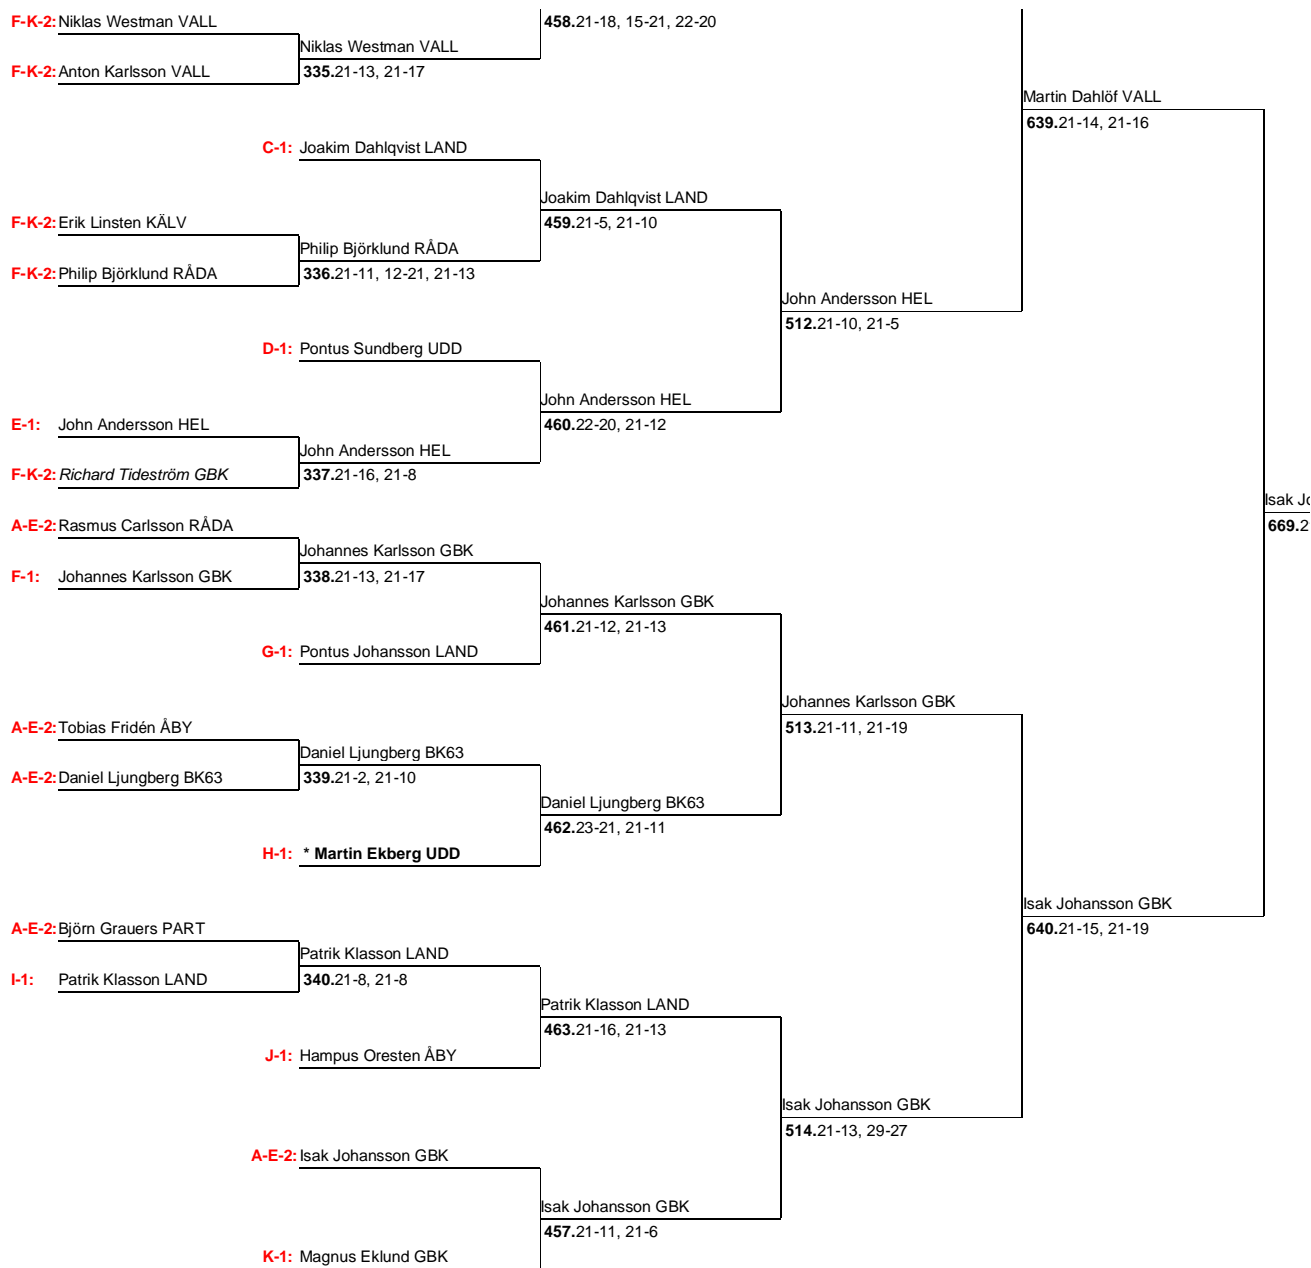 F-K-2: Niklas Westman VALL
458.21-18, 15-21, 22-20
Niklas Westman VALL
F-K-2: Anton Karlsson VALL
335.21-13, 21-17
Martin Dahlöf VALL
639.21-14, 21-16
C-1: Joakim Dahlqvist LAND
Joakim Dahlqvist LAND
F-K-2: Erik Linsten KÄLV
459.21-5, 21-10
Philip Björklund RÅDA
F-K-2: Philip Björklund RÅDA
336.21-11, 12-21, 21-13
John Andersson HEL
512.21-10, 21-5
D-1: Pontus Sundberg UDD
John Andersson HEL
E-1: John Andersson HEL
460.22-20, 21-12
John Andersson HEL
F-K-2: Richard Tideström GBK
337.21-16, 21-8
Isak Jo
A-E-2: Rasmus Carlsson RÅDA
669.2
Johannes Karlsson GBK
F-1: Johannes Karlsson GBK
338.21-13, 21-17
Johannes Karlsson GBK
461.21-12, 21-13
G-1: Pontus Johansson LAND
Johannes Karlsson GBK
A-E-2: Tobias Fridén ÅBY
513.21-11, 21-19
Daniel Ljungberg BK63
A-E-2: Daniel Ljungberg BK63
339.21-2, 21-10
Daniel Ljungberg BK63
462.23-21, 21-11
H-1: * Martin Ekberg UDD
Isak Johansson GBK
A-E-2: Björn Grauers PART
640.21-15, 21-19
Patrik Klasson LAND
I-1: Patrik Klasson LAND
340.21-8, 21-8
Patrik Klasson LAND
463.21-16, 21-13
J-1: Hampus Oresten ÅBY
Isak Johansson GBK
514.21-13, 29-27
A-E-2: Isak Johansson GBK
Isak Johansson GBK
457.21-11, 21-6
K-1: Magnus Eklund GBK